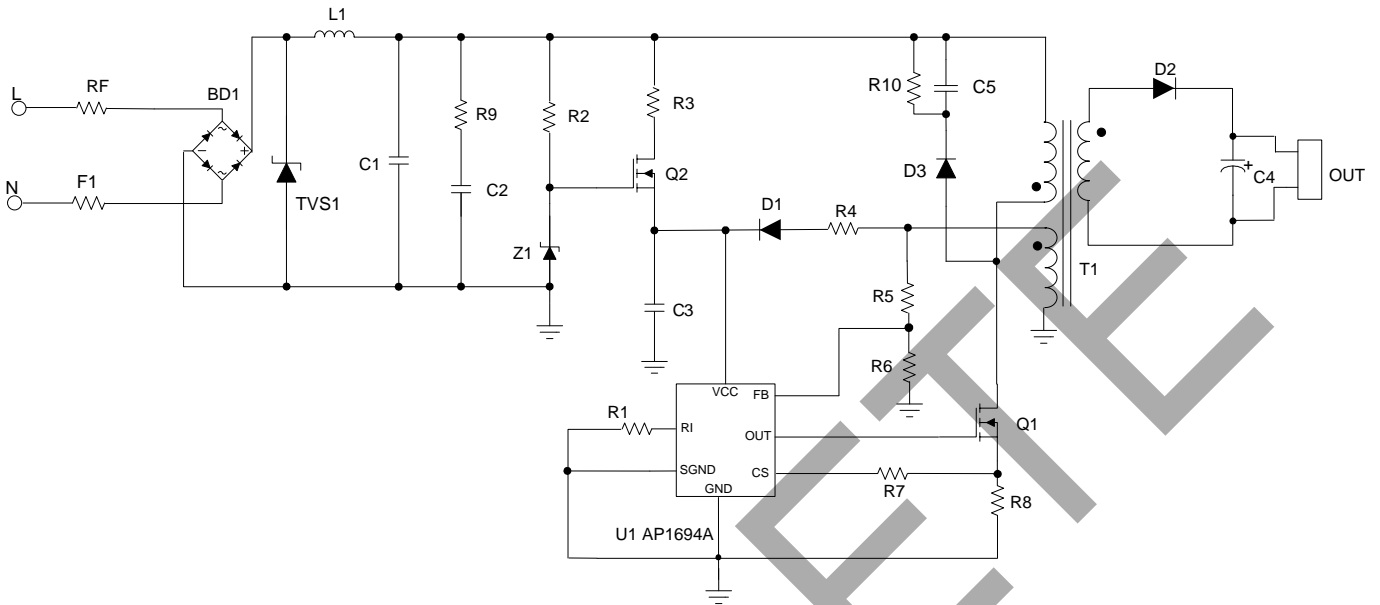 L1
RF
L
BD1
D2
R10
C5
R9
R2
R3
C1
C2
Q2
D3
F1
N
TVS1
C4
OUT
D1
R4
Z1
T1
C3
R5
R6
VCC
FB
R1
RI
OUT
Q1
SGND
CS
GND
R7
R8
U1 AP1694A
~
~
-
+
+
ETE